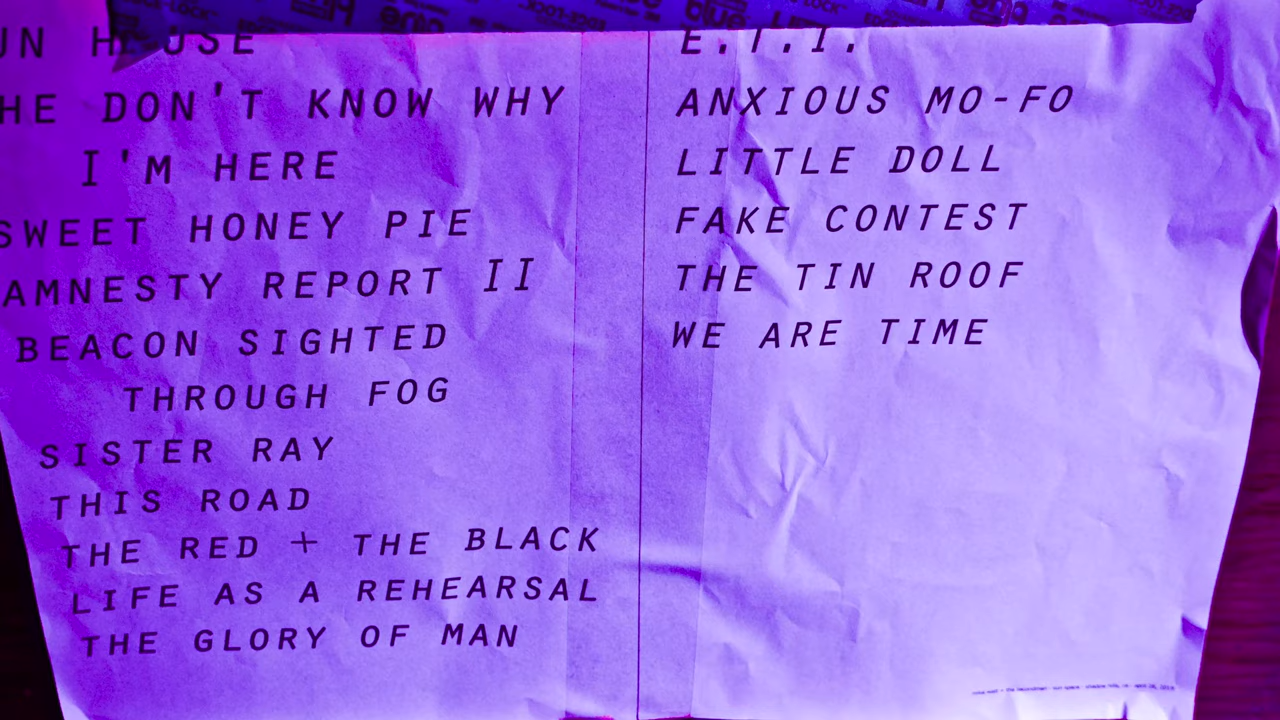 UN HOUSE
HE DON'T KNOW WHY
I'M HERE
SWEET HONEY PIE
AMNESTY REPORT II
BEACON SIGHTED
THROUGH FOG
SISTER RAY
THIS ROAD
THE RED + THE BLACK
LIFE AS A REHEARSAL
THE GLORY OF MAN
E.T.I.
ANXIOUS MO-FO
LITTLE DOLL
FAKE CONTEST
THE TIN ROOF
WE ARE TIME